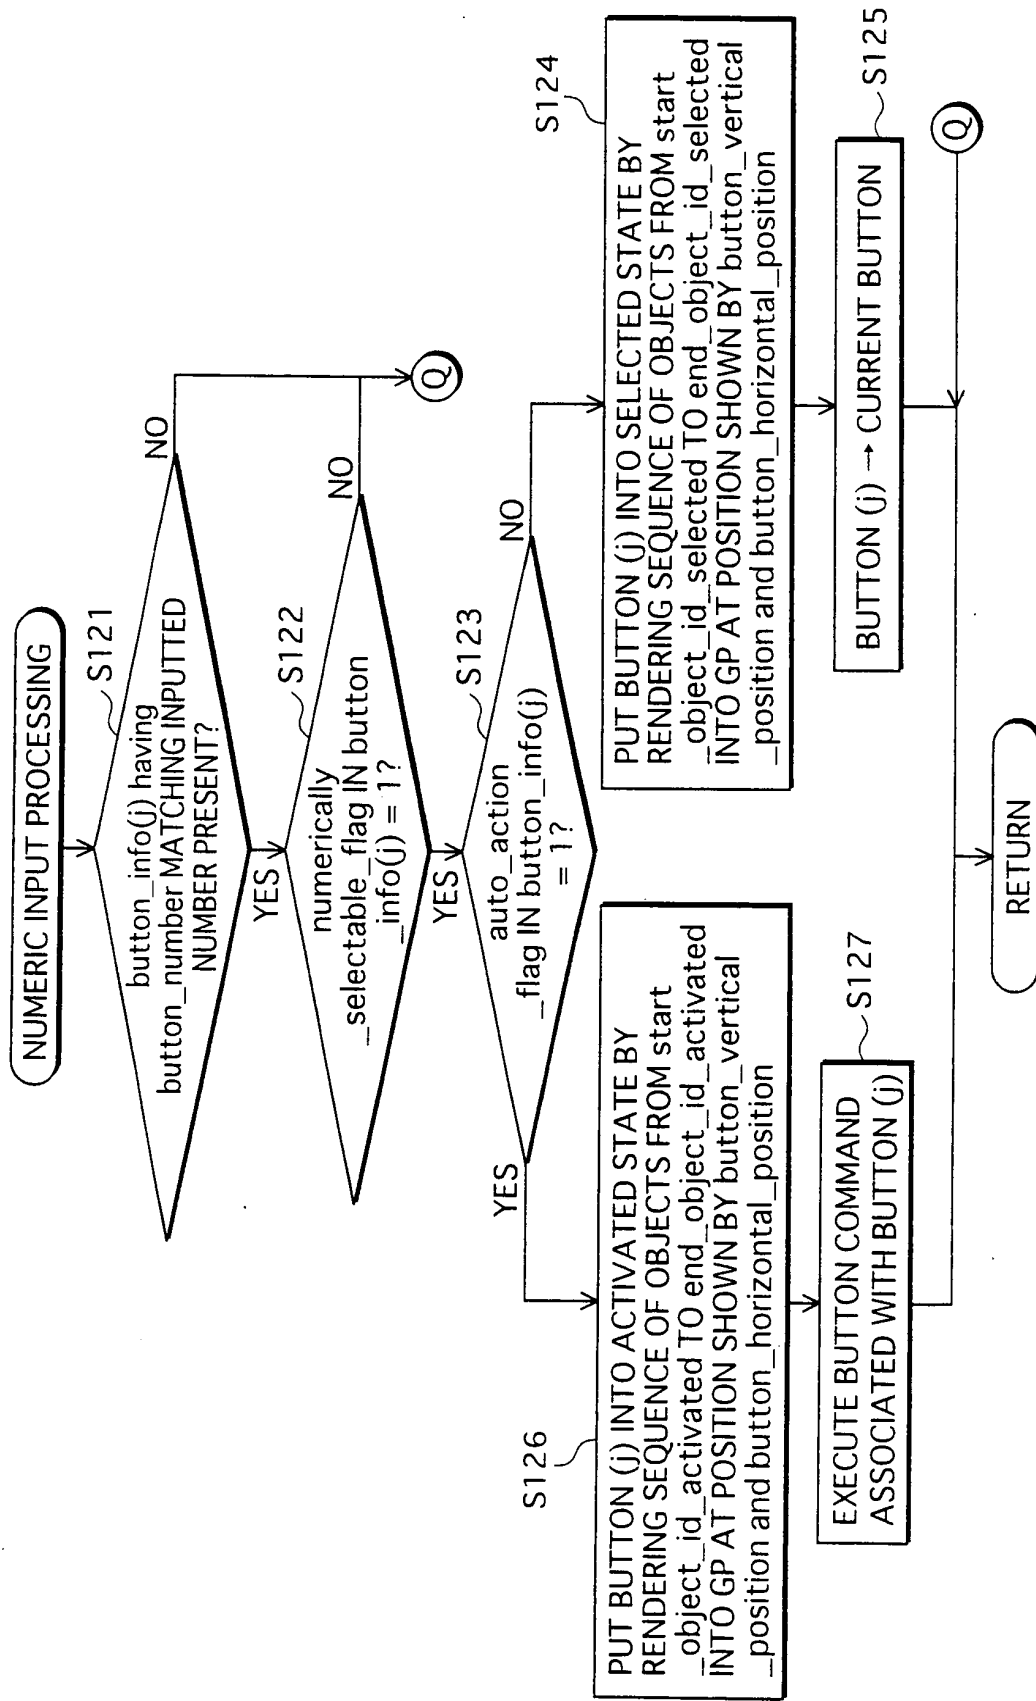 NUMERIC INPUT PROCESSING
S121
button_info(j) having
button_number MATCHING INPUTTED
NUMBER PRESENT?
NO
YES
S122
numerically
_selectable_flag IN button
_info(j) = 1?
NO
Q
YES
S123
auto_action
_flag IN button_info(j)
= 1?
YES
NO
S126
PUT BUTTON (j) INTO ACTIVATED STATE BY
RENDERING SEQUENCE OF OBJECTS FROM start
_object_id_activated TO end_object_id_activated
INTO GP AT POSITION SHOWN BY button_vertical
_position and button_horizontal_position
S124
PUT BUTTON (j) INTO SELECTED STATE BY
RENDERING SEQUENCE OF OBJECTS FROM start
_object_id_selected TO end_object_id_selected
INTO GP AT POSITION SHOWN BY button_vertical
_position and button_horizontal_position
S127
EXECUTE BUTTON COMMAND
ASSOCIATED WITH BUTTON (j)
S125
BUTTON (j) → CURRENT BUTTON
Q
RETURN